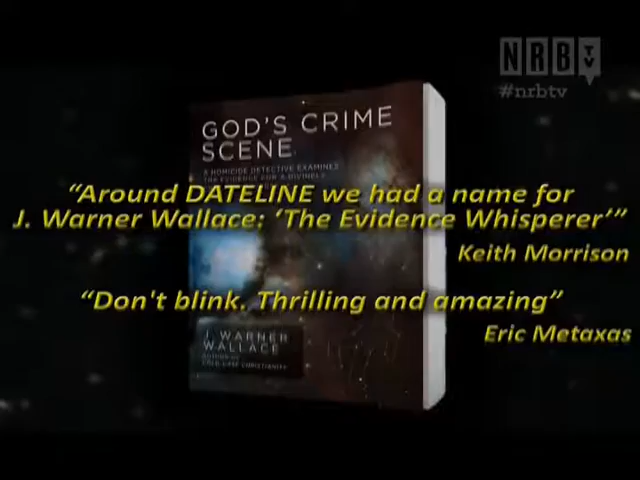 NRB TV
#nrbtv
GOD'S CRIME
SCENE
A HOMICIDE DETECTIVE EXAMINES
THE EVIDENCE FOR A DIVINELY
“Around DATELINE we had a name for
J. Warner Wallace: ‘The Evidence Whisperer‘”
Keith Morrison
“Don't blink. Thrilling and amazing”
Eric Metaxas
J. WARNER
WALLACE
AUTHOR OF
COLD-CASE CHRISTIANITY